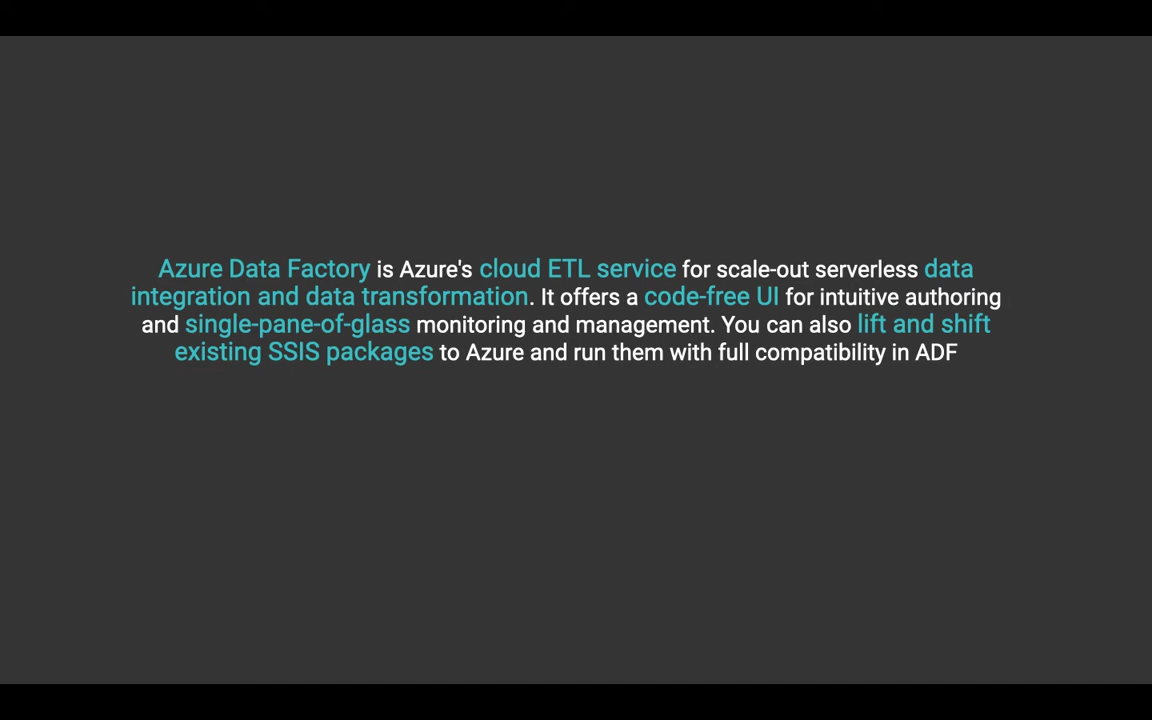 Azure Data Factory is Azure's cloud ETL service for scale-out serverless data
integration and data transformation. It offers a code-free UI for intuitive authoring
and single-pane-of-glass monitoring and management. You can also lift and shift
existing SSIS packages to Azure and run them with full compatibility in ADF